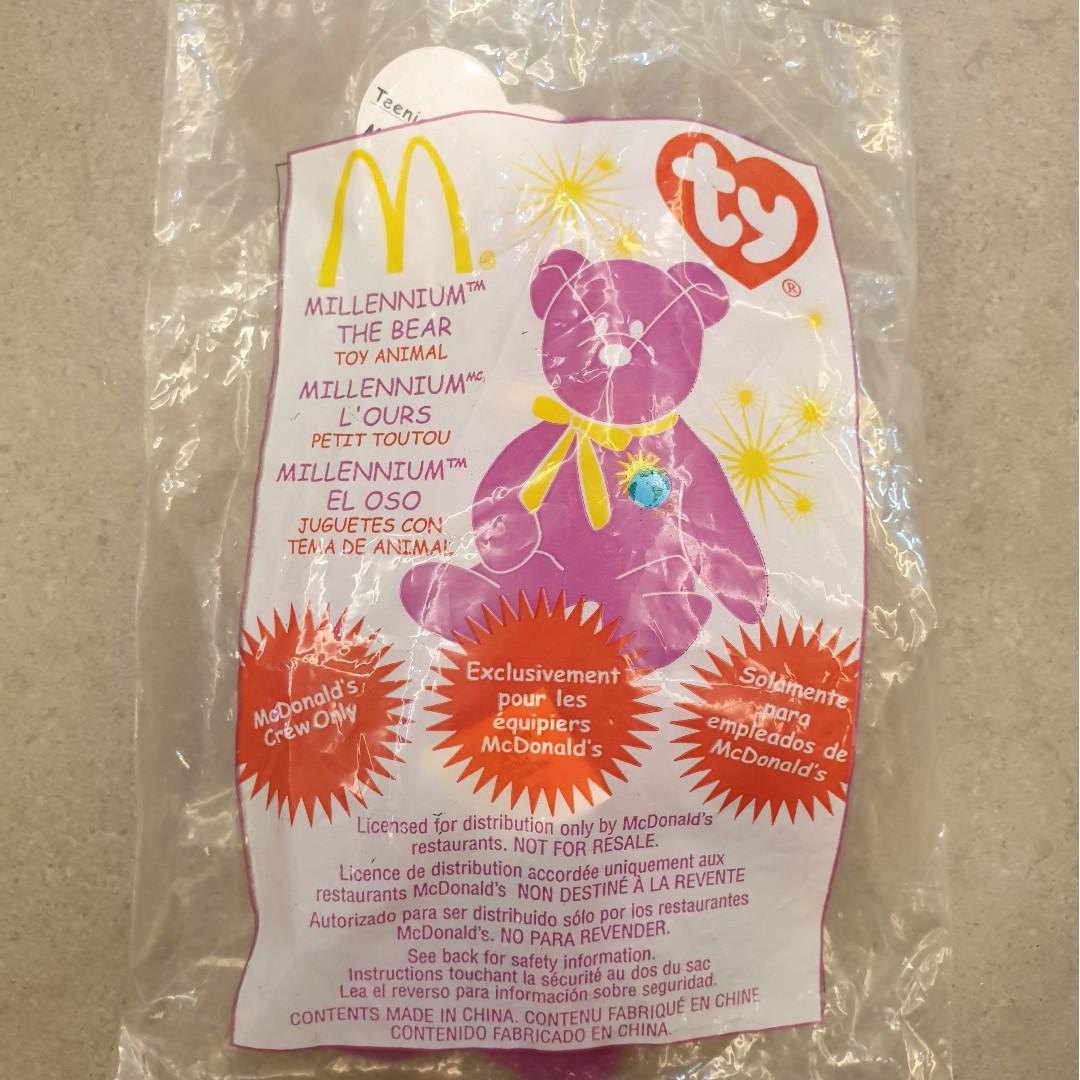 Teeni
M.®
ty®
MILLENNIUM™
THE BEAR
TOY ANIMAL
MILLENNIUMMC
L'OURS
PETIT TOUTOU
MILLENNIUM™
EL OSO
JUGUETES CON
TEMA DE ANIMAL
McDonald's
Crew Only
Exclusivement
pour les
équipiers
McDonald's
Solamente
para
empleados de
McDonald's
Licensed for distribution only by McDonald's
restaurants. NOT FOR RESALE.
Licence de distribution accordée uniquement aux
restaurants McDonald's NON DESTINÉ À LA REVENTE
Autorizado para ser distribuido sólo por los restaurantes
McDonald's. NO PARA REVENDER.
See back for safety information.
Instructions touchant la sécurité au dos du sac
Lea el reverso para información sobre seguridad.
CONTENTS MADE IN CHINA. CONTENU FABRIQUÉ EN CHINE
CONTENIDO FABRICADO EN CHINA.